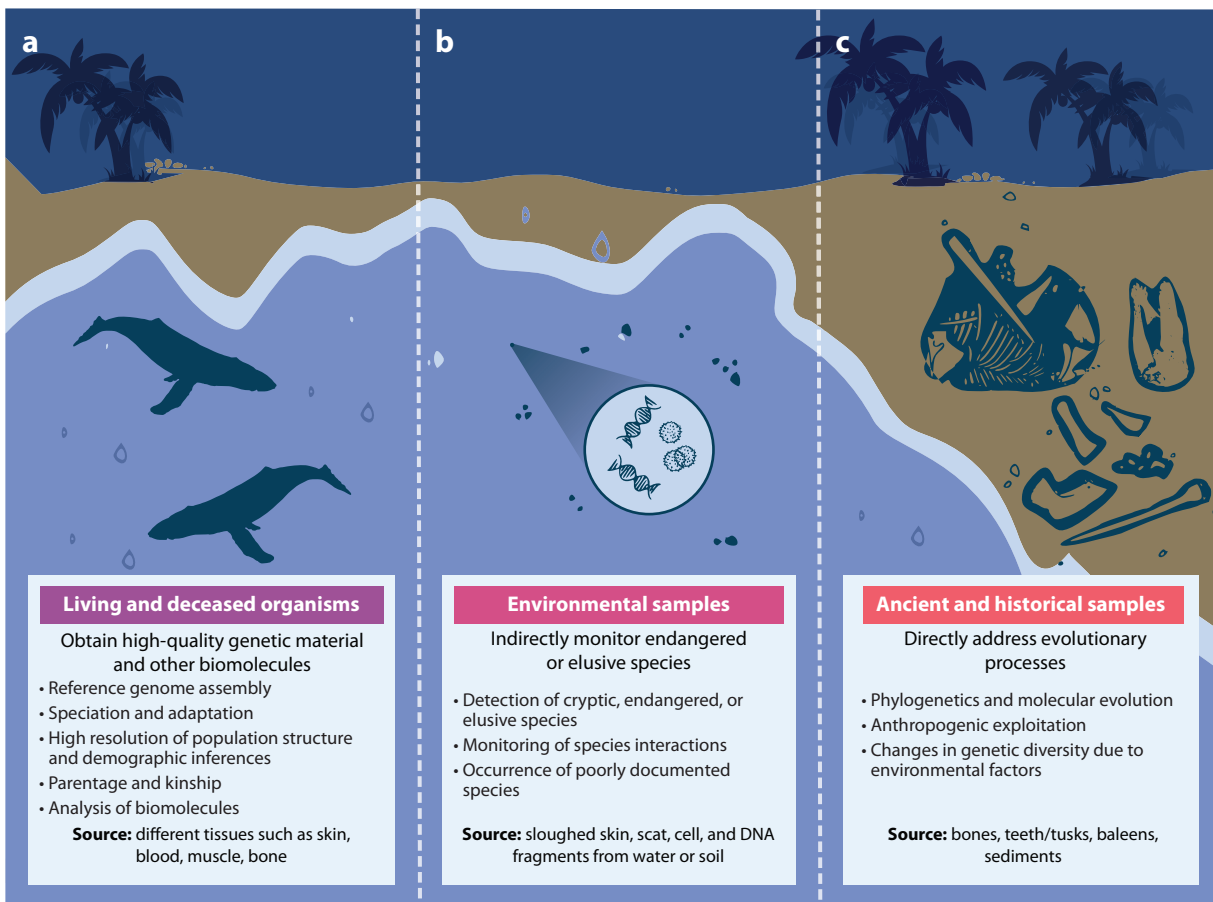 a
b
c
Living and deceased organisms
Obtain high-quality genetic material
and other biomolecules
• Reference genome assembly
• Speciation and adaptation
• High resolution of population structure
and demographic inferences
• Parentage and kinship
• Analysis of biomolecules
Source: different tissues such as skin,
blood, muscle, bone
Environmental samples
Indirectly monitor endangered
or elusive species
• Detection of cryptic, endangered, or
elusive species
• Monitoring of species interactions
• Occurrence of poorly documented
species
Source: sloughed skin, scat, cell, and DNA
fragments from water or soil
Ancient and historical samples
Directly address evolutionary
processes
• Phylogenetics and molecular evolution
• Anthropogenic exploitation
• Changes in genetic diversity due to
environmental factors
Source: bones, teeth/tusks, baleens,
sediments